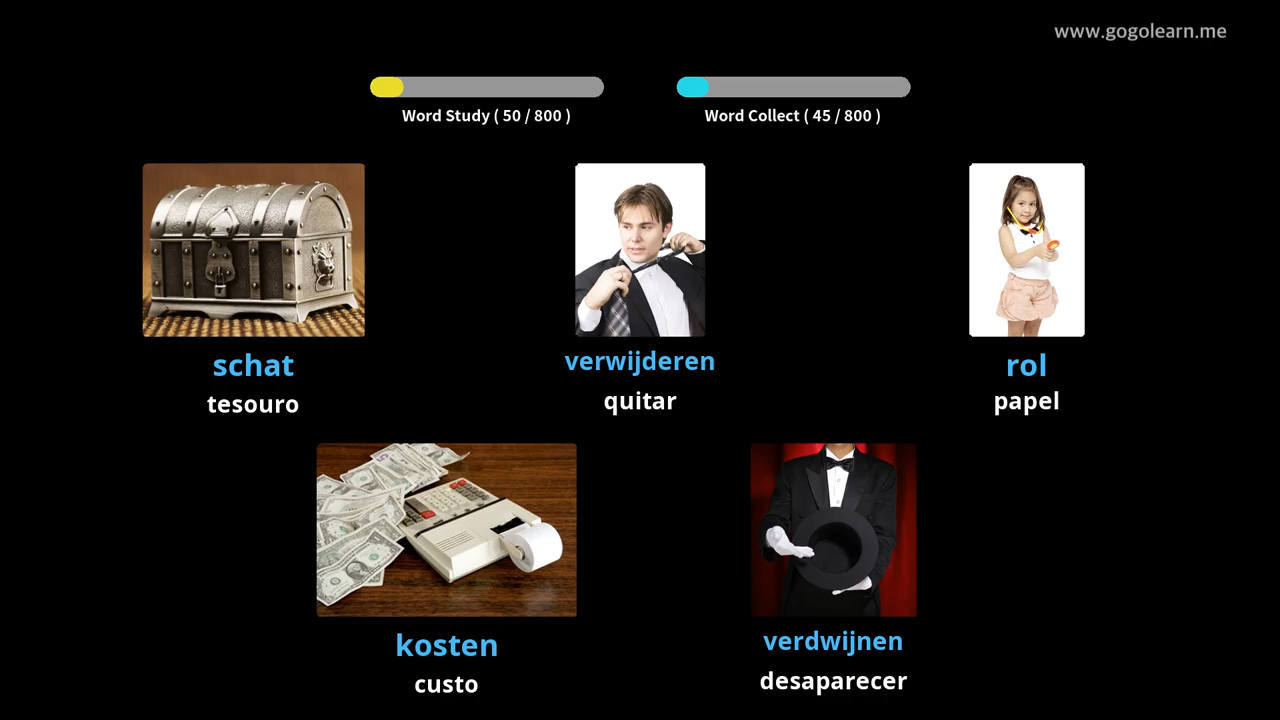 www.gogolearn.me
Word Study ( 50 / 800 )
Word Collect ( 45 / 800 )
schat
tesouro
verwijderen
quitar
rol
papel
kosten
custo
verdwijnen
desaparecer